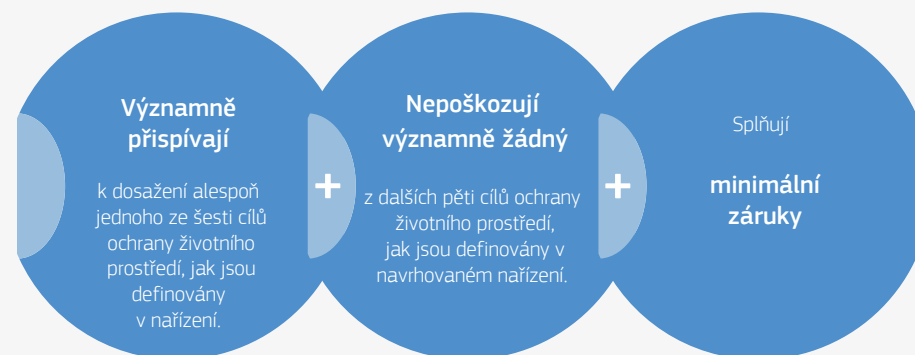 Významně
přispívají
k dosažení alespoň
jednoho ze šesti cílů
ochrany životního
prostředí, jak jsou
definovány
v nařízení.
+
Nepoškozují
významně žádný
z dalších pěti cílů ochrany
životního prostředí,
jak jsou definovány v
navrhovaném nařízení.
+
Splňují
minimální
záruky